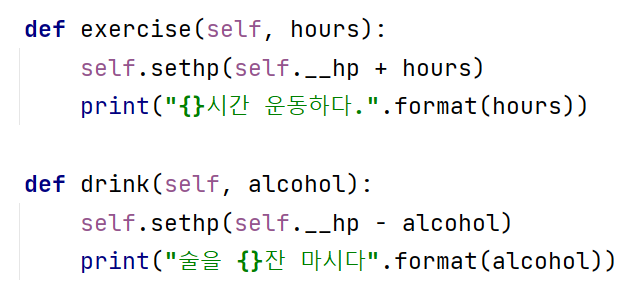 def exercise(self, hours):
    self.sethp(self.__hp + hours)
    print("{}시간 운동하다.".format(hours))
def drink(self, alcohol):
    self.sethp(self.__hp - alcohol)
    print("술을 {}잔 마시다".format(alcohol))